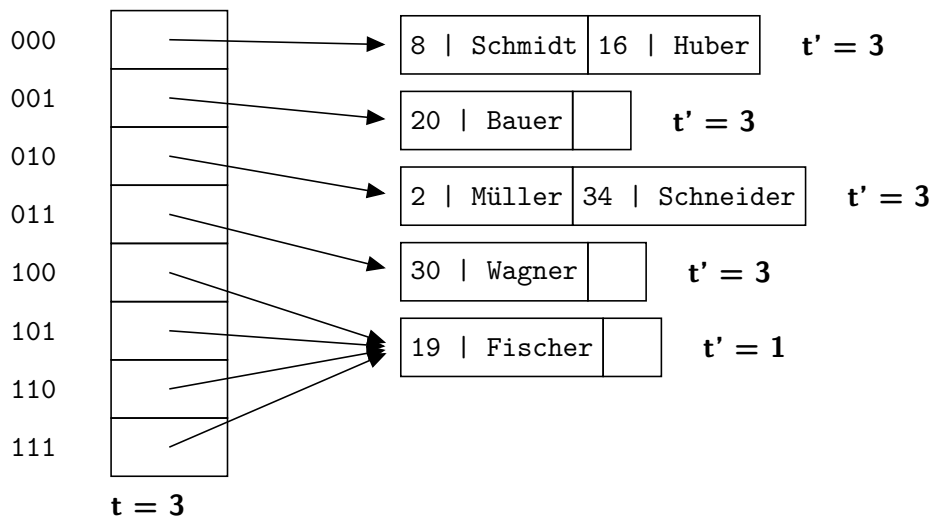 000
8 | Schmidt 16 | Huber t' = 3
001
20 | Bauer t' = 3
010
2 | Müller 34 | Schneider t' = 3
011
30 | Wagner t' = 3
100
101
19 | Fischer t' = 1
110
111
t = 3